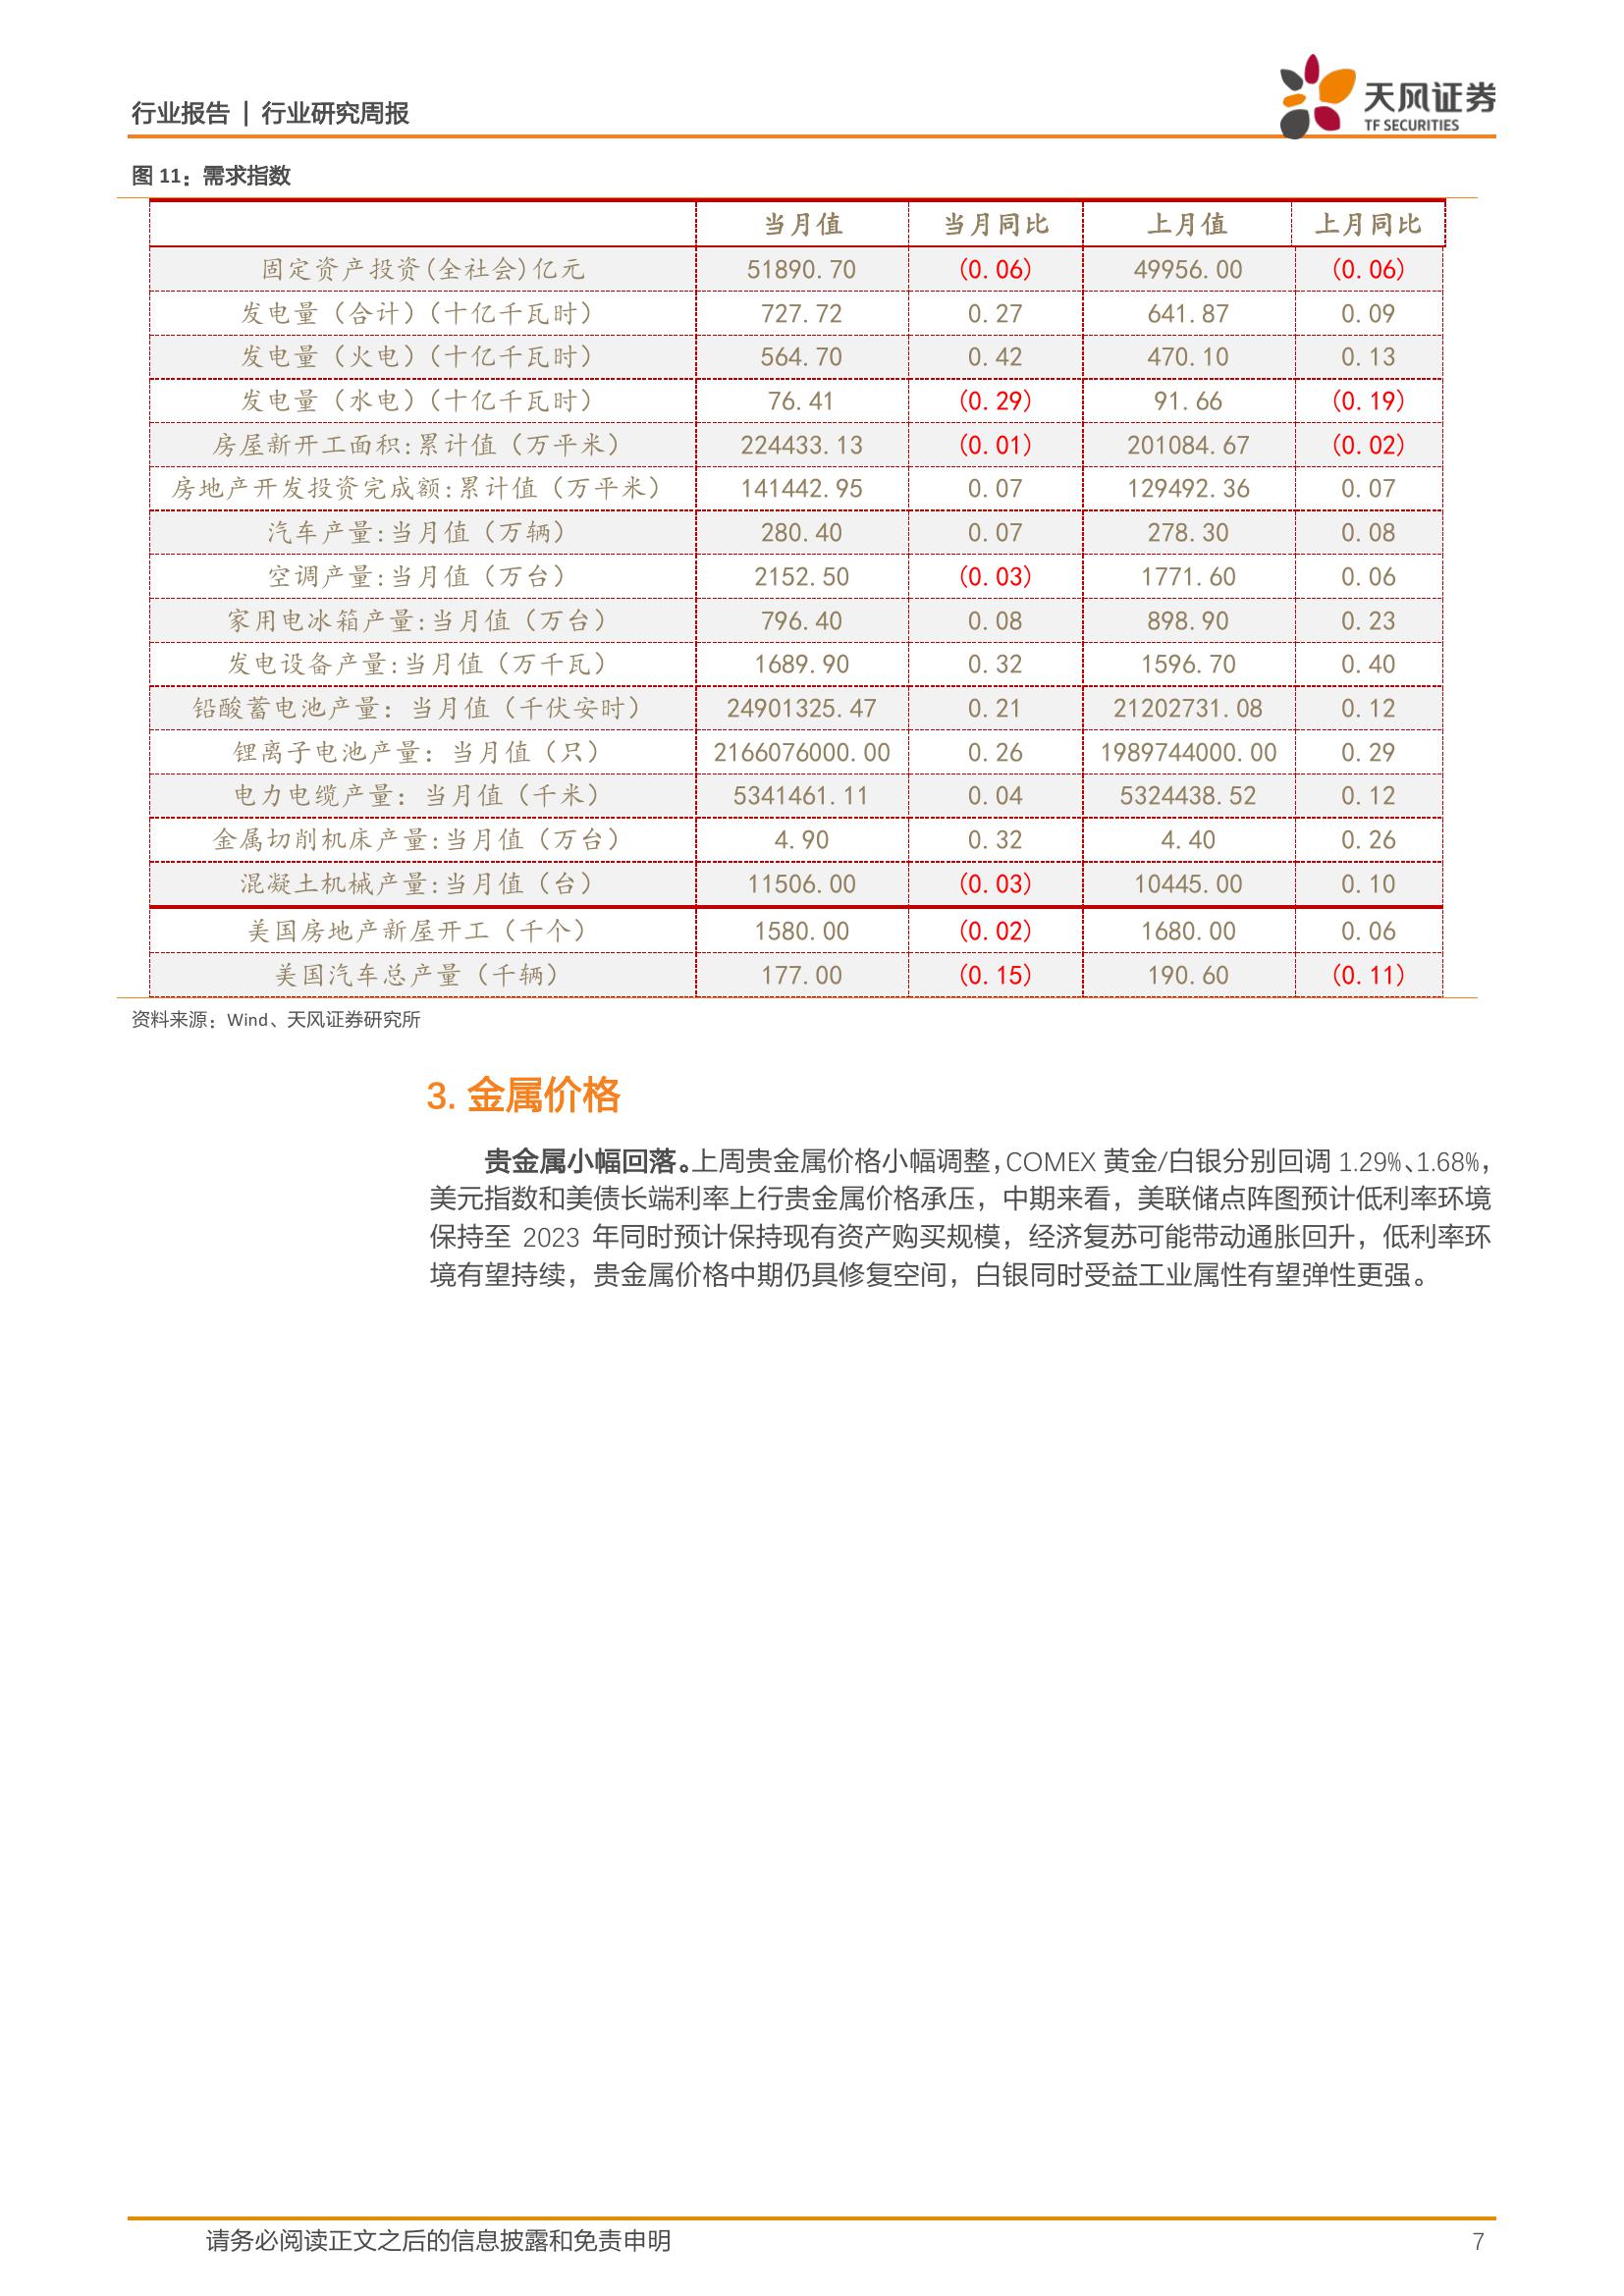 行业报告 | 行业研究周报
天风证券
TF SECURITIES
图 11：需求指数
当月值 当月同比 上月值 上月同比
固定资产投资(全社会)亿元 51890.70 (0.06) 49956.00 (0.06)
发电量（合计）（十亿千瓦时） 727.72 0.27 641.87 0.09
发电量（火电）（十亿千瓦时） 564.70 0.42 470.10 0.13
发电量（水电）（十亿千瓦时） 76.41 (0.29) 91.66 (0.19)
房屋新开工面积:累计值（万平米） 224433.13 (0.01) 201084.67 (0.02)
房地产开发投资完成额:累计值（万平米） 141442.95 0.07 129492.36 0.07
汽车产量:当月值（万辆） 280.40 0.07 278.30 0.08
空调产量:当月值（万台） 2152.50 (0.03) 1771.60 0.06
家用电冰箱产量:当月值（万台） 796.40 0.08 898.90 0.23
发电设备产量:当月值（万千瓦） 1689.90 0.32 1596.70 0.40
铅酸蓄电池产量：当月值（千伏安时） 24901325.47 0.21 21202731.08 0.12
锂离子电池产量：当月值（只） 2166076000.00 0.26 1989744000.00 0.29
电力电缆产量：当月值（千米） 5341461.11 0.04 5324438.52 0.12
金属切削机床产量:当月值（万台） 4.90 0.32 4.40 0.26
混凝土机械产量:当月值（台） 11506.00 (0.03) 10445.00 0.10
美国房地产新屋开工（千个） 1580.00 (0.02) 1680.00 0.06
美国汽车总产量（千辆） 177.00 (0.15) 190.60 (0.11)
资料来源：Wind、天风证券研究所
3. 金属价格
贵金属小幅回落。上周贵金属价格小幅调整，COMEX 黄金/白银分别回调 1.29%、1.68%，
美元指数和美债长端利率上行贵金属价格承压，中期来看，美联储点阵图预计低利率环境
保持至 2023 年同时预计保持现有资产购买规模，经济复苏可能带动通胀回升，低利率环
境有望持续，贵金属价格中期仍具修复空间，白银同时受益工业属性有望弹性更强。
请务必阅读正文之后的信息披露和免责申明 7